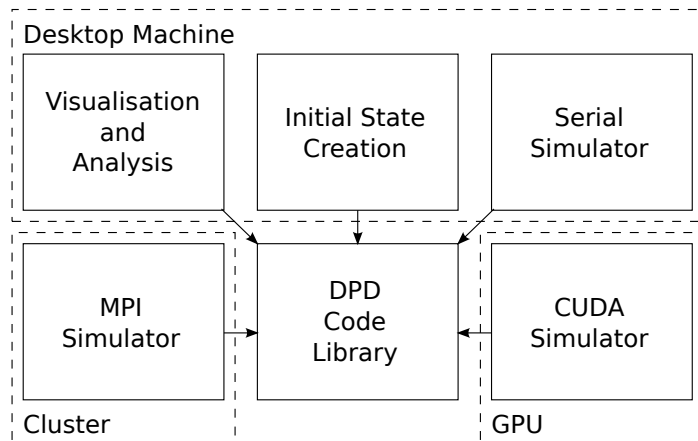 Desktop Machine
Visualisation
and
Analysis
Initial State
Creation
Serial
Simulator
MPI
Simulator
DPD
Code
Library
CUDA
Simulator
Cluster
GPU